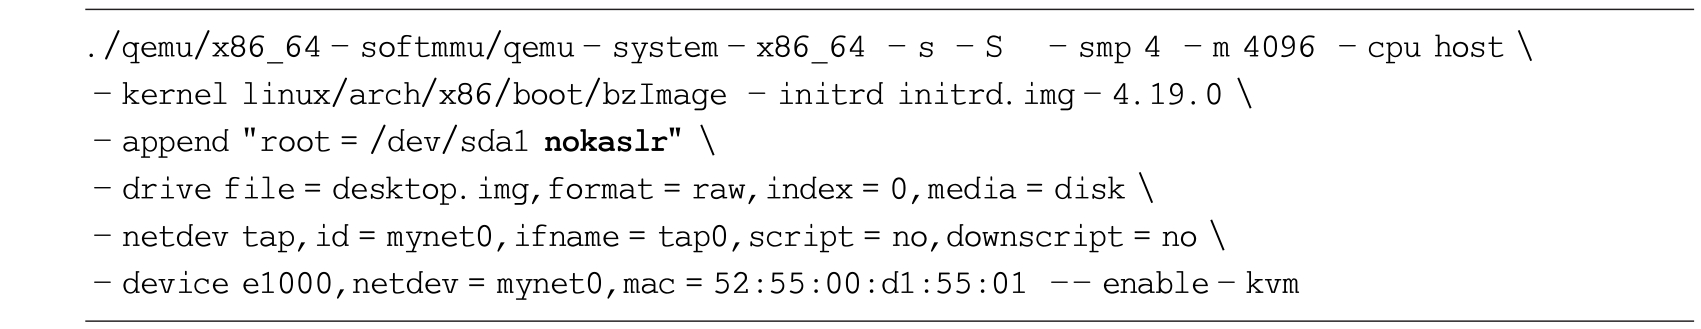 ./qemu/x86_64 - softmmu/qemu - system - x86_64 - s - S - smp 4 - m 4096 - cpu host \
- kernel linux/arch/x86/boot/bzImage - initrd initrd.img - 4.19.0 \
- append "root = /dev/sda1 nokaslr" \
- drive file = desktop.img,format = raw,index = 0,media = disk \
- netdev tap,id = mynet0,ifname = tap0,script = no,downscript = no \
- device e1000,netdev = mynet0,mac = 52:55:00:d1:55:01 -- enable - kvm